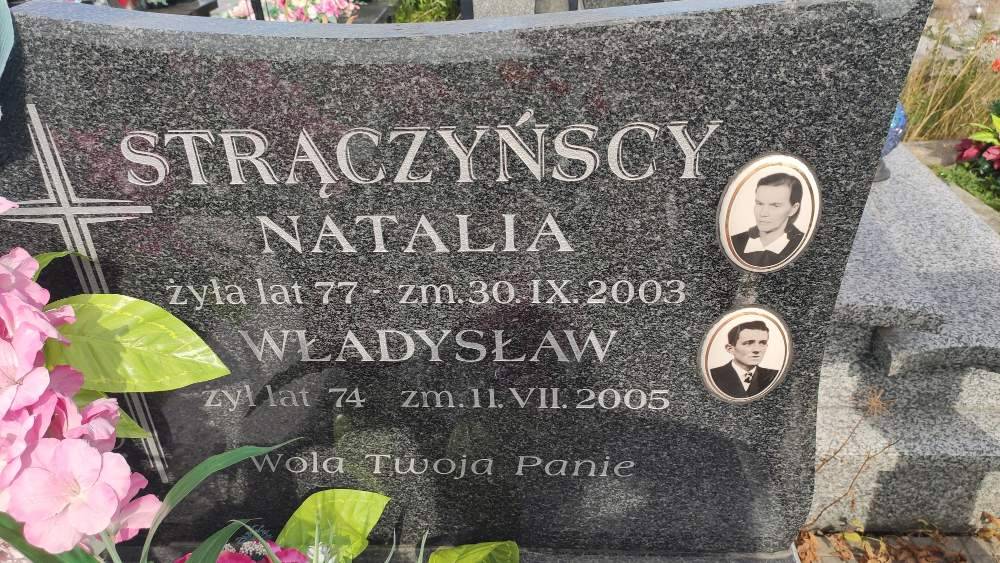 STRĄCZYŃSCY
NATALIA
żyła lat 77 - zm. 30. IX. 2003
WŁADYSŁAW
żył lat 74 zm. 11. VII. 2005
Wola Twoja Panie